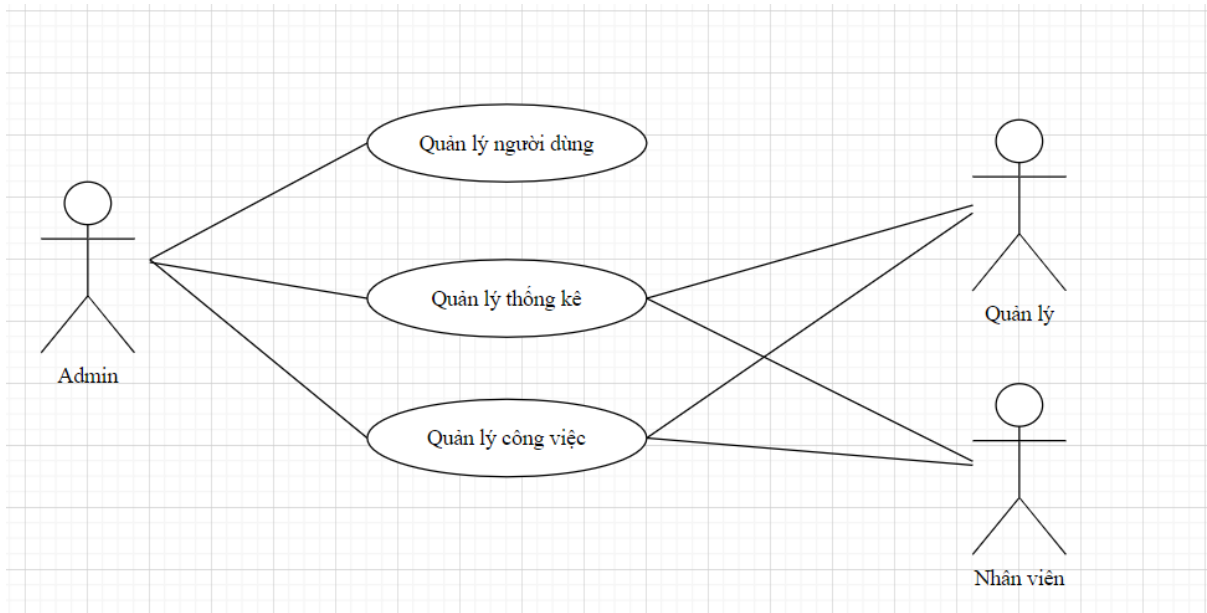 Quản lý người dùng
Quản lý thống kê
Quản lý
Admin
Quản lý công việc
Nhân viên